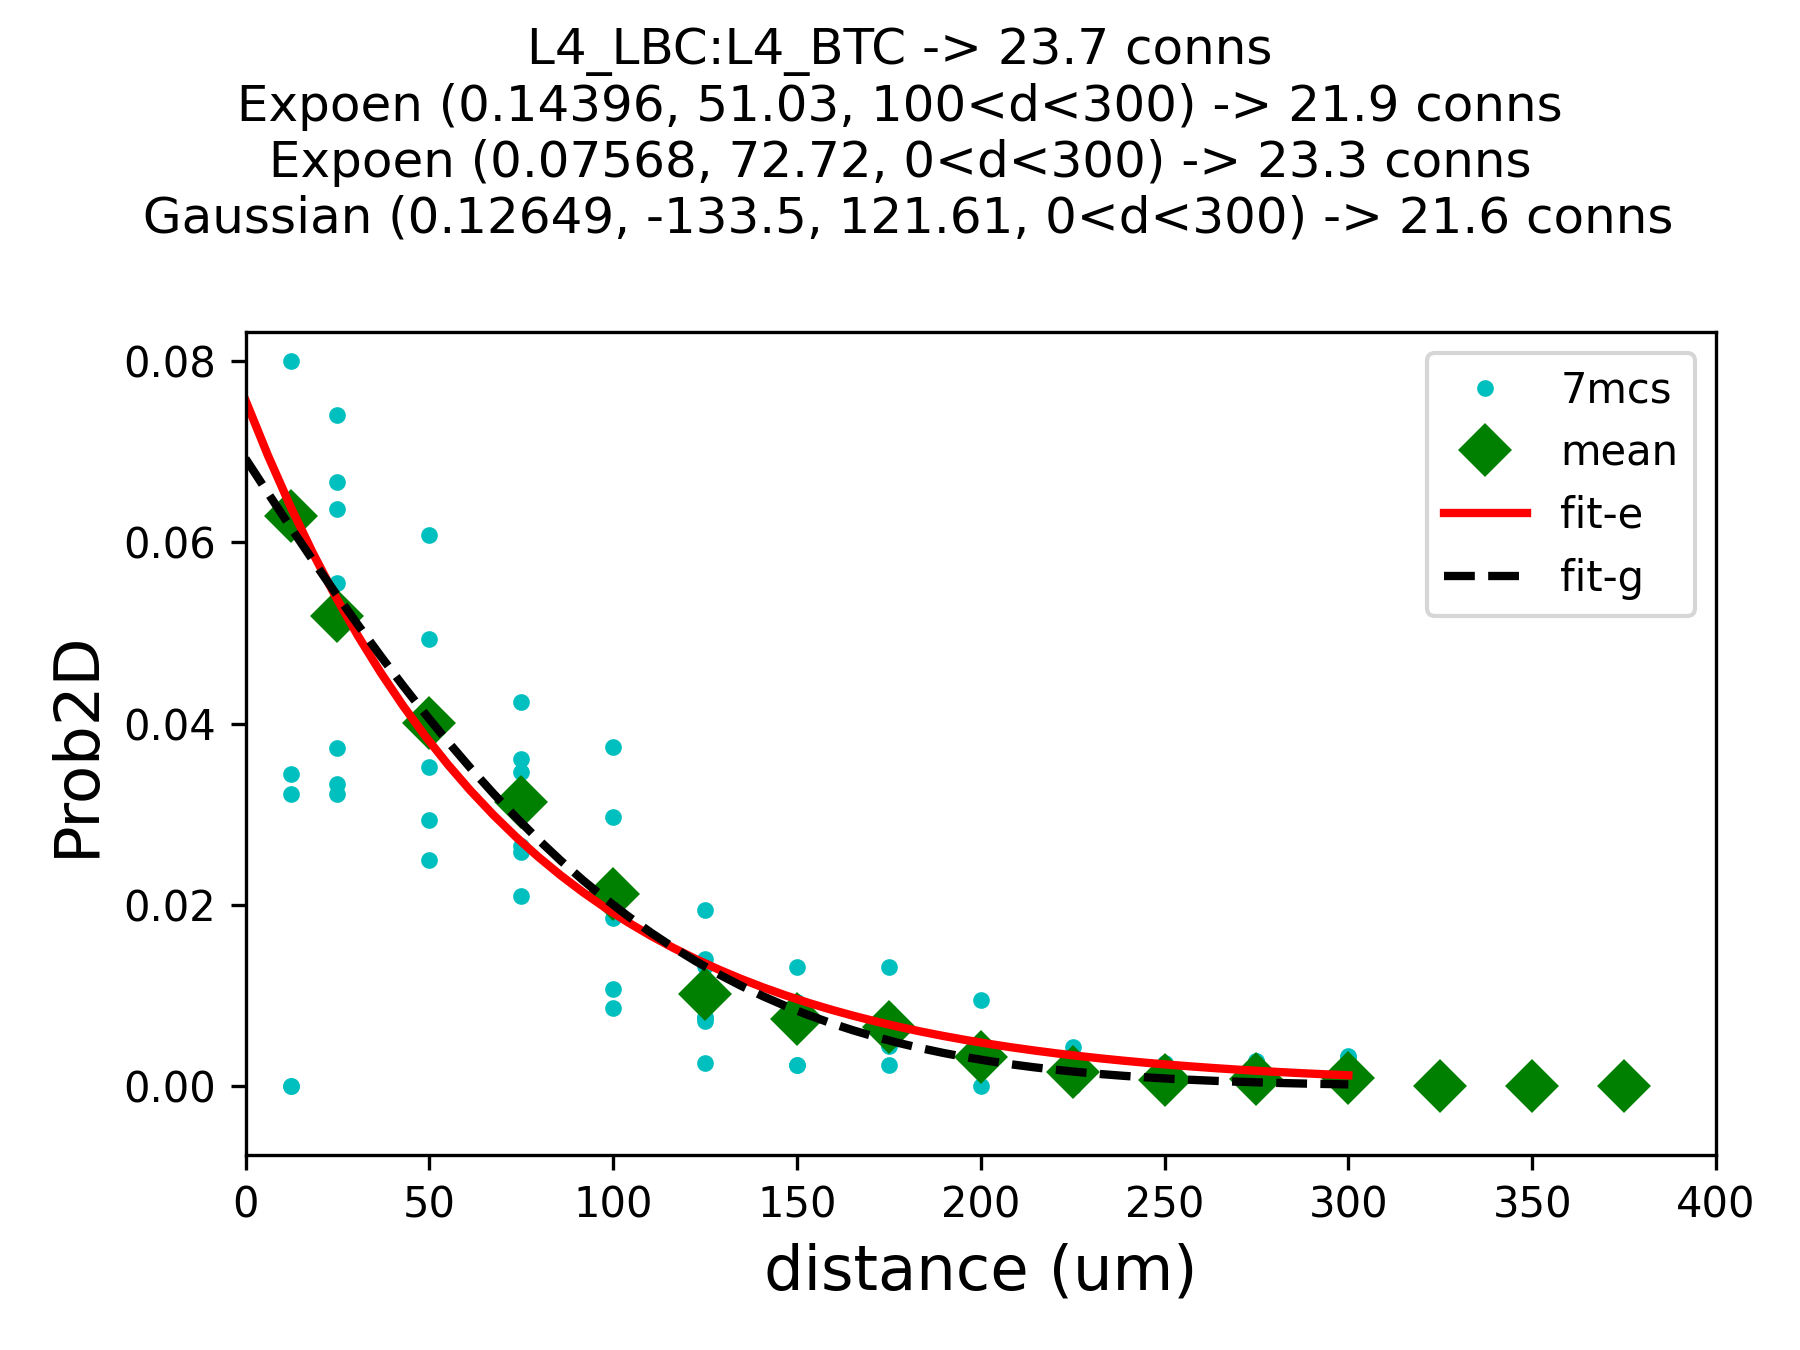 L4_LBC:L4_BTC -> 23.7 conns
Expoen (0.14396, 51.03, 100<d<300) -> 21.9 conns
Expoen (0.07568, 72.72, 0<d<300) -> 23.3 conns
Gaussian (0.12649, -133.5, 121.61, 0<d<300) -> 21.6 conns
7mcs
mean
fit-e
fit-g
Prob2D
0.08
0.06
0.04
0.02
0.00
0 50 100 150 200 250 300 350 400
distance (um)